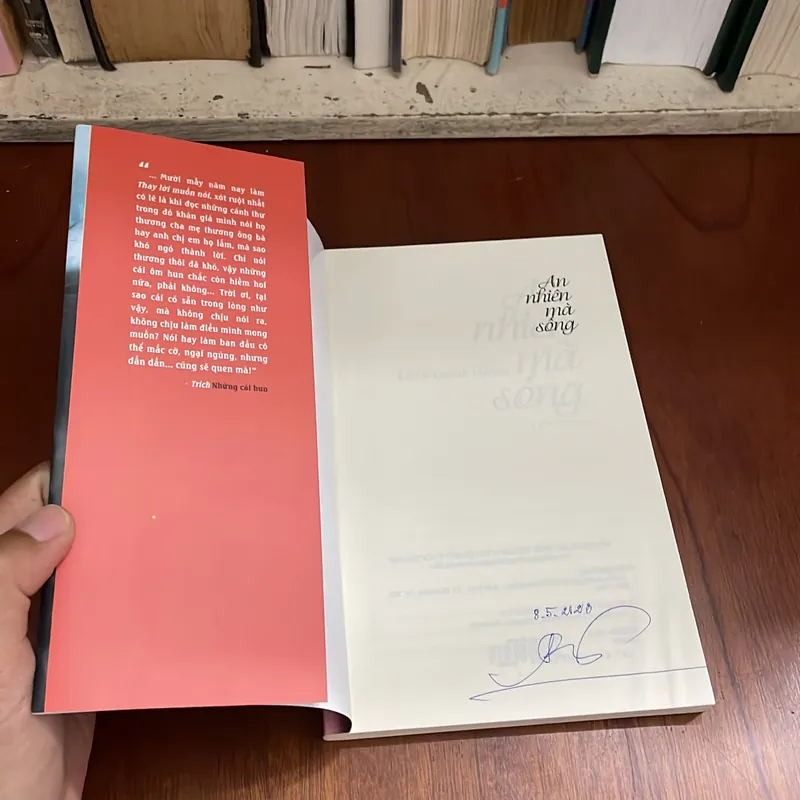 “
... Mười mấy năm nay làm
Thay lời muốn nói, xót ruột nhất
có lẽ là khi đọc những cánh thư
trong đó khán giả mình nói họ
thương cha mẹ thương ông bà
hay anh chị em họ lắm, mà sao
khó ngỏ thành lời. Chỉ nói
thương thôi đã khó, vậy những
cái ôm hun chắc còn hiếm hoi
nữa, phải không... Trời ơi, tại
sao cái có sẵn trong lòng như
vậy, mà không chịu nói ra,
không chịu làm điều mình mong
muốn? Nói hay làm ban đầu có
thể mắc cỡ, ngại ngùng, nhưng
dần dần... cũng sẽ quen mà!”
- Trích Những cái hun
An
nhiên
mà
sống